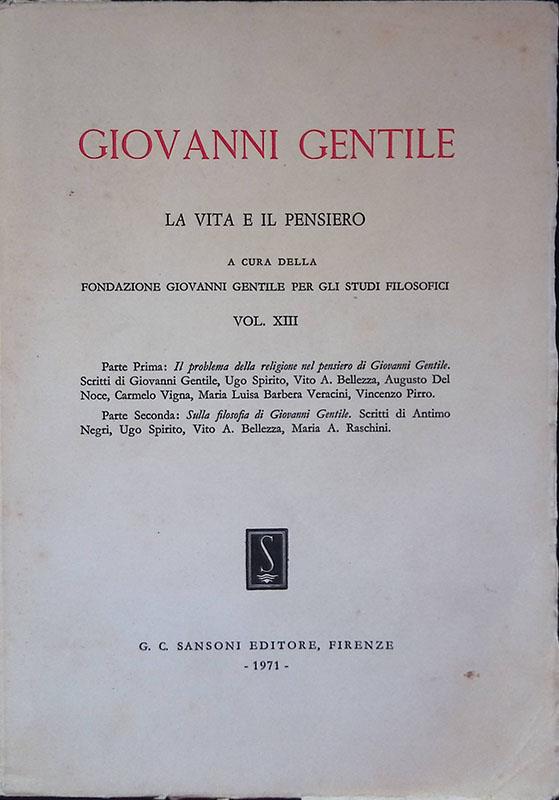 GIOVANNI GENTILE
LA VITA E IL PENSIERO
A CURA DELLA
FONDAZIONE GIOVANNI GENTILE PER GLI STUDI FILOSOFICI
VOL. XIII
Parte Prima: Il problema della religione nel pensiero di Giovanni Gentile.
Scritti di Giovanni Gentile, Ugo Spirito, Vito A. Bellezza, Augusto Del
Noce, Carmelo Vigna, Maria Luisa Barbera Veracini, Vincenzo Pirro.
Parte Seconda: Sulla filosofia di Giovanni Gentile. Scritti di Antimo
Negri, Ugo Spirito, Vito A. Bellezza, Maria A. Raschini.
S
G. C. SANSONI EDITORE, FIRENZE
- 1971 -